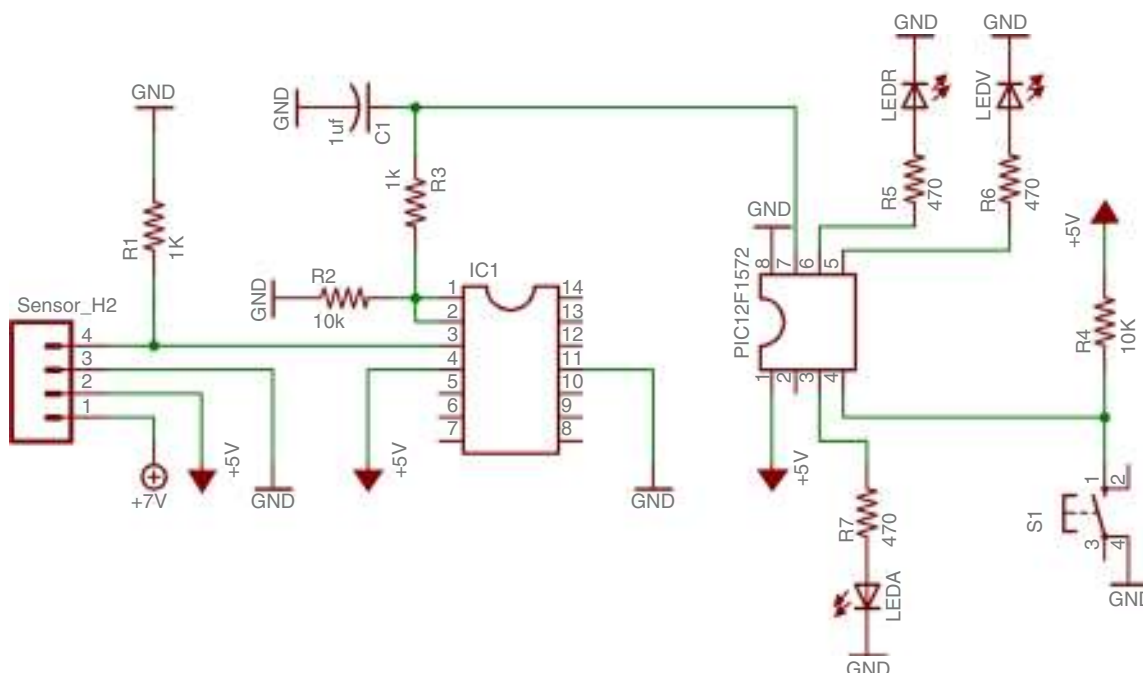 GND
GND
LEDR
LEDV
GND
GND
1uf
C1
1k
R3
R5
470
R6
470
R1
1K
GND
+5V
8
7
6
5
PIC12F1572
1
2
3
4
R4
10K
Sensor_H2
4
3
2
1
GND
R2
10k
IC1
1
2
3
4
5
6
7
14
13
12
11
10
9
8
+7V
+5V
GND
+5V
GND
+5V
R7
470
LEDA
GND
S1
1
2
3
4
GND